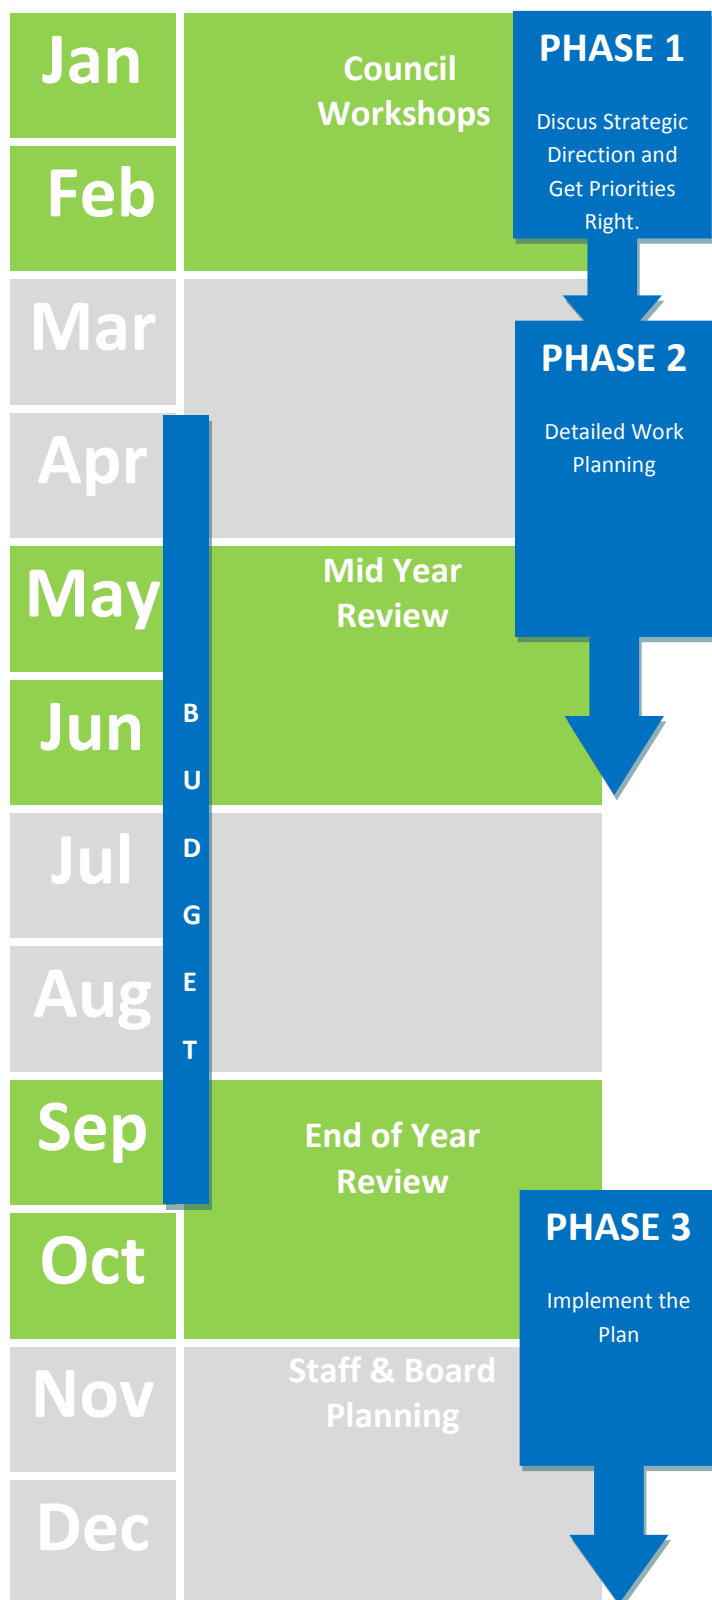 Jan
Feb
Mar
Apr
May
Jun
Jul
Aug
Sep
Oct
Nov
Dec
B
U
D
G
E
T
Council
Workshops
Mid Year
Review
End of Year
Review
Staff & Board
Planning
PHASE 1
Discus Strategic
Direction and
Get Priorities
Right.
PHASE 2
Detailed Work
Planning
PHASE 3
Implement the
Plan